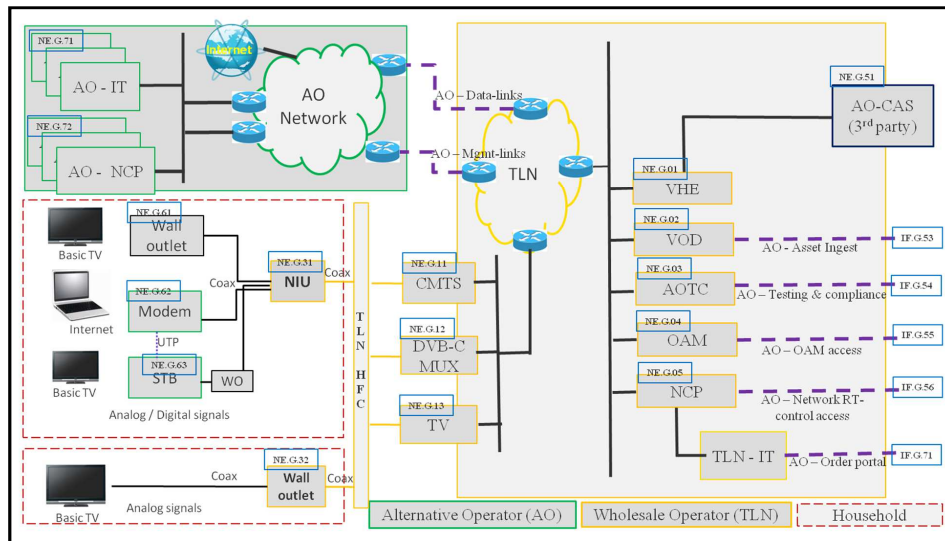 NE.G.71
AO - IT
NE.G.72
AO - NCP
Internet
AO
Network
AO – Data-links
AO – Mgmt-links
TLN
NE.G.51
AO-CAS
(3rd party)
NE.G.01
VHE
NE.G.02
VOD
AO - Asset Ingest
IF.G.53
NE.G.03
AOTC
AO – Testing & compliance
IF.G.54
NE.G.04
OAM
AO – OAM access
IF.G.55
NE.G.05
NCP
AO – Network RT-
control access
IF.G.56
TLN - IT
AO – Order portal
IF.G.71
NE.G.61
Wall
outlet
Basic TV
NE.G.31
NIU
Coax
Coax
NE.G.62
Modem
Internet
UTP
NE.G.63
STB
WO
Basic TV
Analog / Digital signals
TLN HFC
NE.G.11
CMTS
NE.G.12
DVB-C
MUX
NE.G.13
TV
NE.G.32
Wall
outlet
Coax
Coax
Basic TV
Analog signals
Alternative Operator (AO)
Wholesale Operator (TLN)
Household